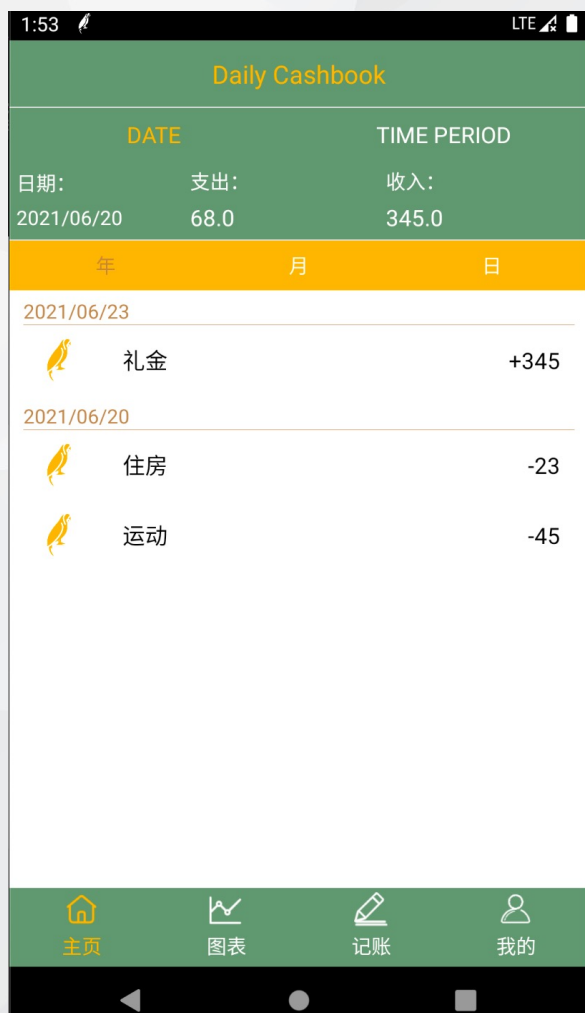 1:53 LTE
Daily Cashbook
DATE TIME PERIOD
日期： 支出： 收入：
2021/06/20 68.0 345.0
年 月 日
2021/06/23
礼金 +345
2021/06/20
住房 -23
运动 -45
主页 图表 记账 我的